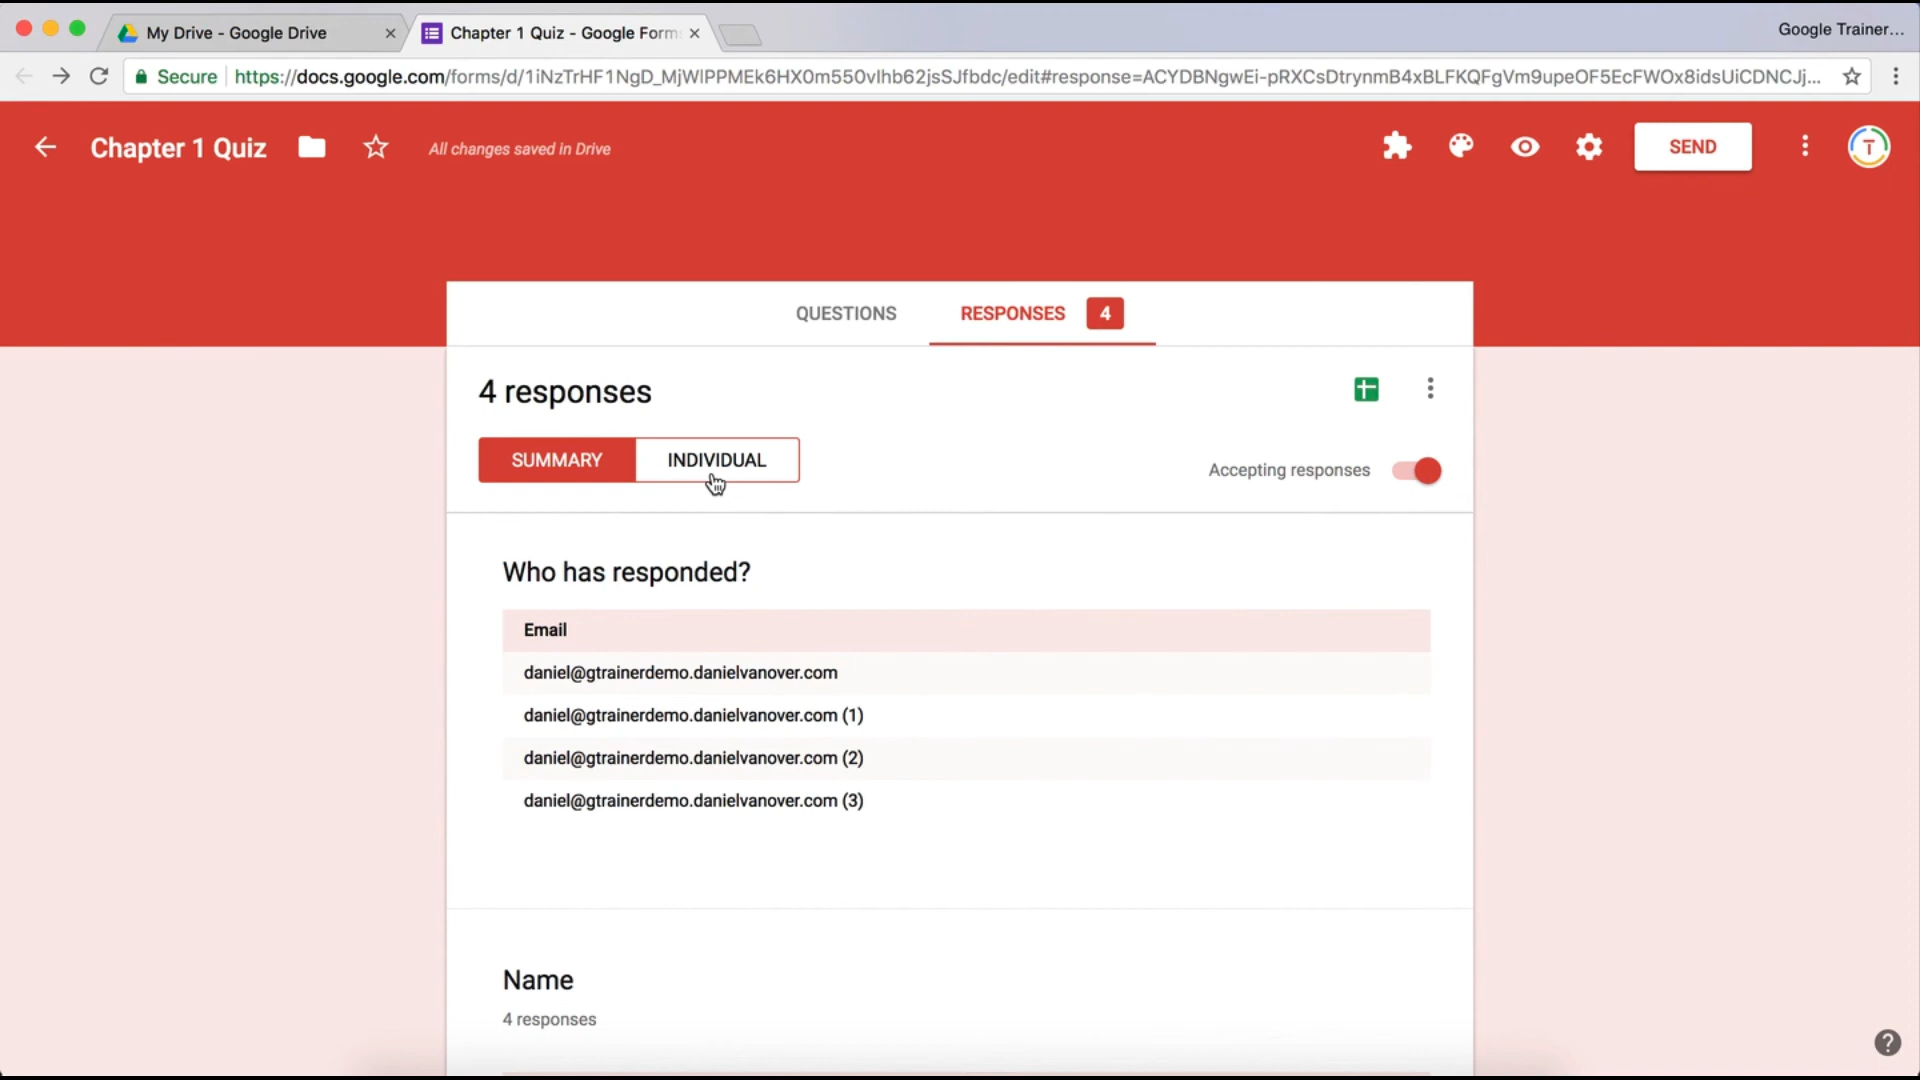 My Drive - Google Drive
Chapter 1 Quiz - Google Form
Google Trainer...
Secure
https://docs.google.com/forms/d/1iNzTrHF1NgD_MjWlPPMEk6HX0m550vIhb62jsSJfbdc/edit#response=ACYDBNgwEi-pRXCsDtrynmB4xBLFKQFgVm9upeOF5EcFWOx8idsUiCDNCJj...
Chapter 1 Quiz
All changes saved in Drive
SEND
T
QUESTIONS
RESPONSES 4
4 responses
SUMMARY
INDIVIDUAL
Accepting responses
Who has responded?
Email
daniel@gtrainerdemo.danielvanover.com
daniel@gtrainerdemo.danielvanover.com (1)
daniel@gtrainerdemo.danielvanover.com (2)
daniel@gtrainerdemo.danielvanover.com (3)
Name
4 responses
?